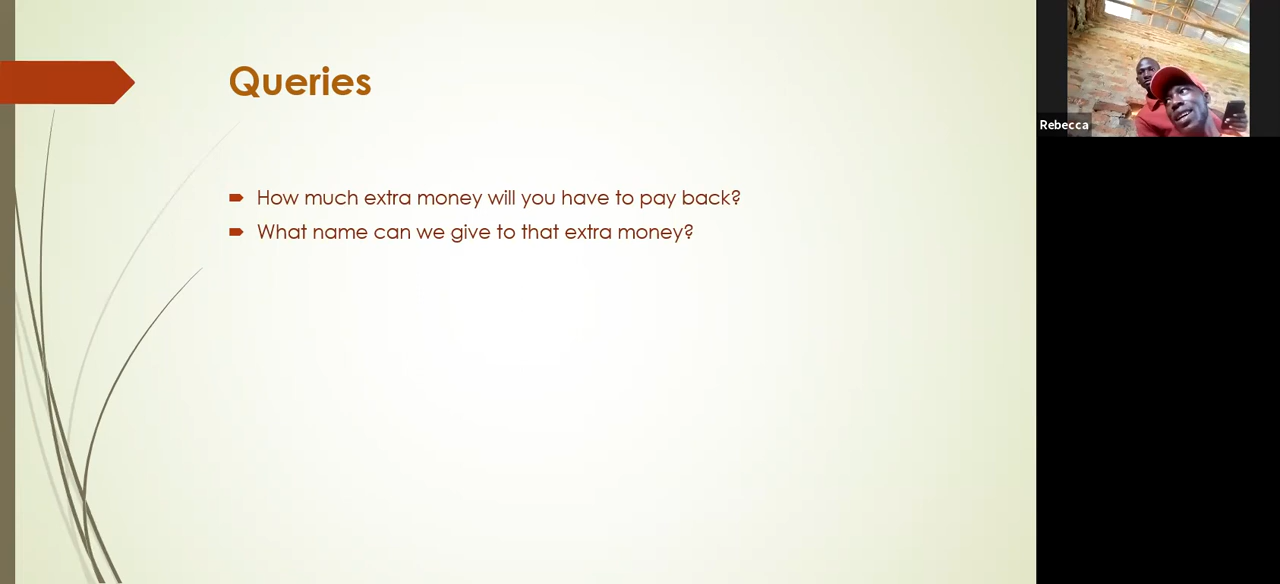 Queries
How much extra money will you have to pay back?
What name can we give to that extra money?
Rebecca